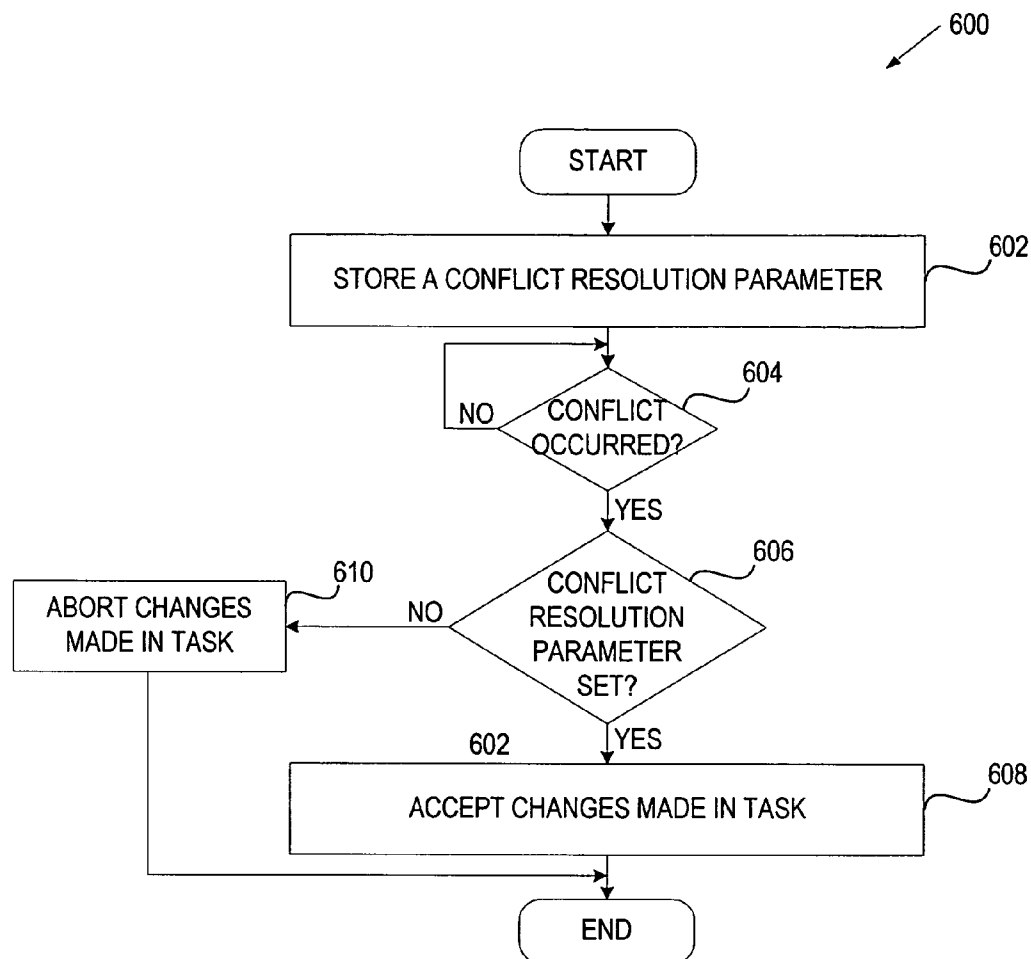 600
START
STORE A CONFLICT RESOLUTION PARAMETER
602
604
NO
CONFLICT
OCCURRED?
YES
606
610
CONFLICT
RESOLUTION
PARAMETER
SET?
NO
ABORT CHANGES
MADE IN TASK
YES
602
608
ACCEPT CHANGES MADE IN TASK
END